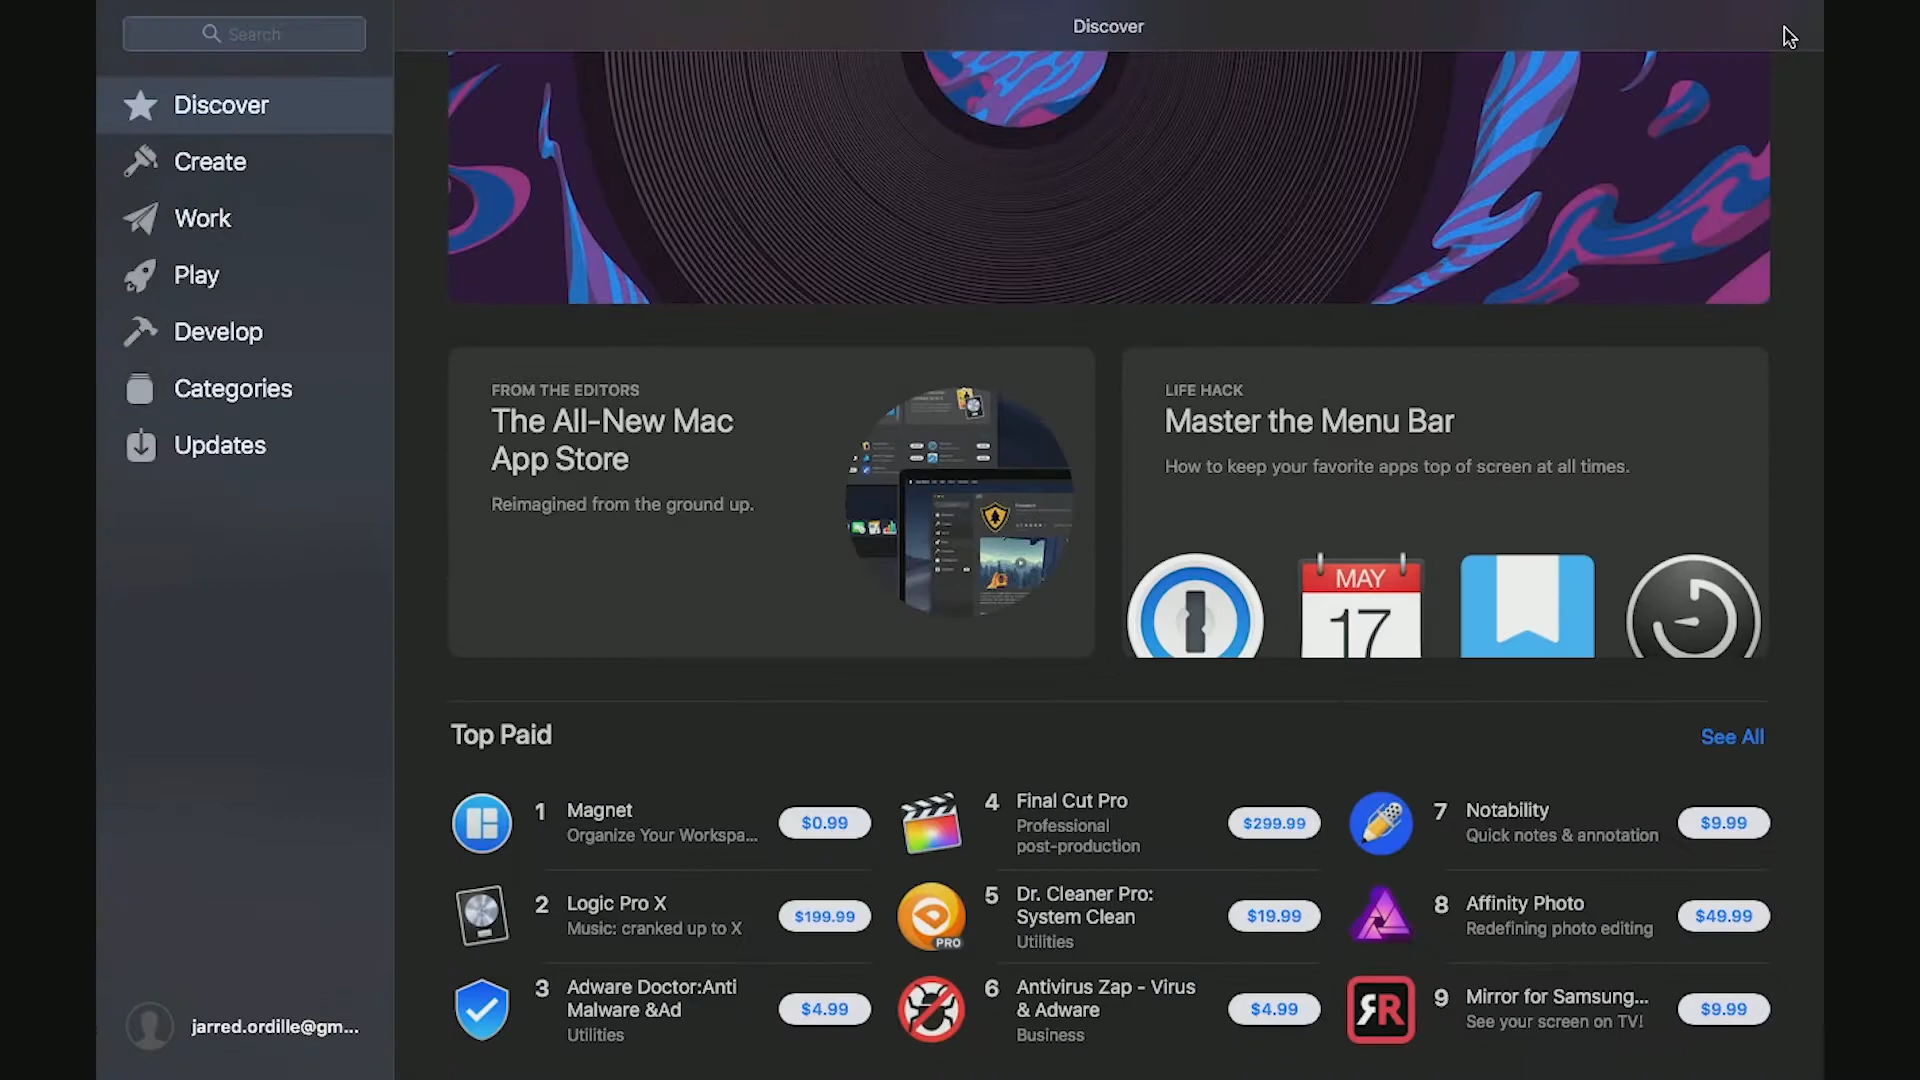 Search
Discover
Create
Work
Play
Develop
Categories
Updates
jarred.ordille@gm...
Discover
FROM THE EDITORS
The All-New Mac
App Store
Reimagined from the ground up.
LIFE HACK
Master the Menu Bar
How to keep your favorite apps top of screen at all times.
MAY
17
Top Paid
See All
1
Magnet
Organize Your Workspa...
$0.99
2
Logic Pro X
Music: cranked up to X
$199.99
3
Adware Doctor:Anti
Malware &Ad
Utilities
$4.99
4
Final Cut Pro
Professional
post-production
$299.99
PRO
5
Dr. Cleaner Pro:
System Clean
Utilities
$19.99
6
Antivirus Zap - Virus
& Adware
Business
$4.99
7
Notability
Quick notes & annotation
$9.99
8
Affinity Photo
Redefining photo editing
$49.99
9
Mirror for Samsung...
See your screen on TV!
$9.99